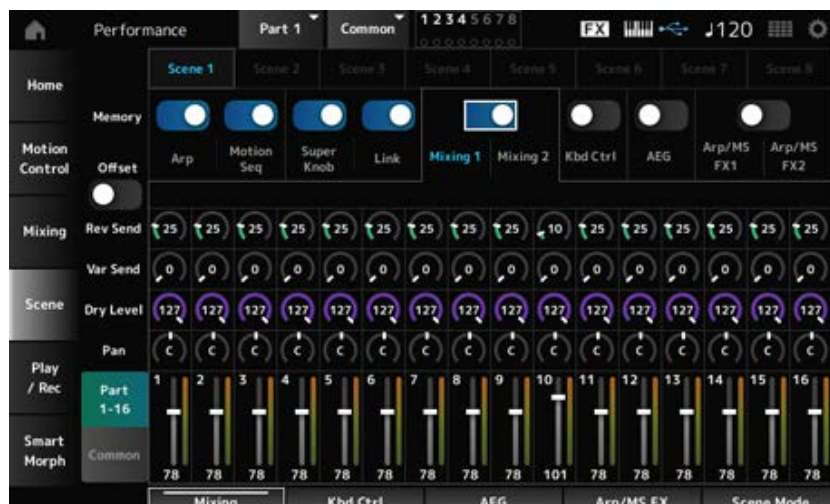 Performance Part 1 Common 1 2 3 4 5 6 7 8 FX ♩120
Scene 1 Scene 2 Scene 3 Scene 4 Scene 5 Scene 6 Scene 7 Scene 8
Home
Memory
Arp Motion Seq Super Knob Link Mixing 1 Mixing 2 Kbd Ctrl AEG Arp/MS FX1 Arp/MS FX2
Motion Control
Offset
Mixing
Rev Send 25 25 25 25 25 25 25 25 25 10 25 25 25 25 25 25
Var Send 0 0 0 0 0 0 0 0 0 0 0 0 0 0 0 0
Scene
Dry Level 127 127 127 127 127 127 127 127 127 127 127 127 127 127 127 127
Pan C C C C C C C C C C C C C C C C
Play / Rec
Part 1-16
1 2 3 4 5 6 7 8 9 10 11 12 13 14 15 16
Smart Morph
Common
78 78 78 78 78 78 78 78 78 101 78 78 78 78 78 78
Mixing Kbd Ctrl AEG Arp/MS FX Scene Mode